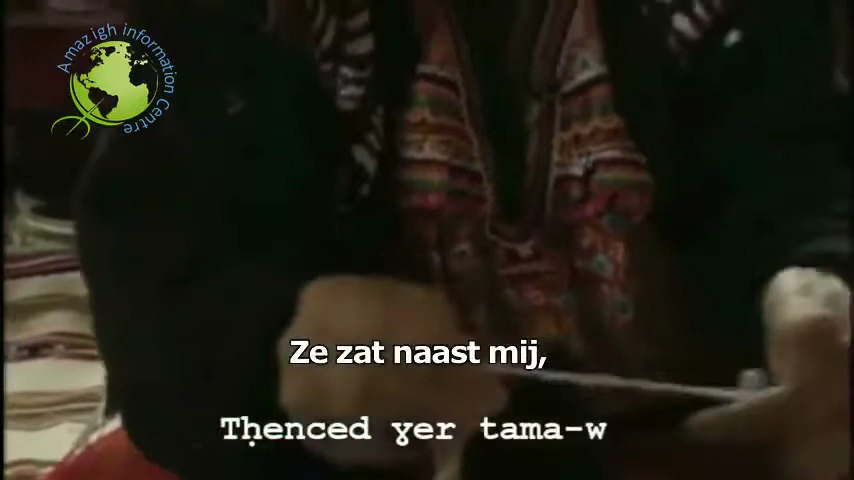 Amazigh information Centre
Ze zat naast mij,
Tḥenced ɣer tama-w